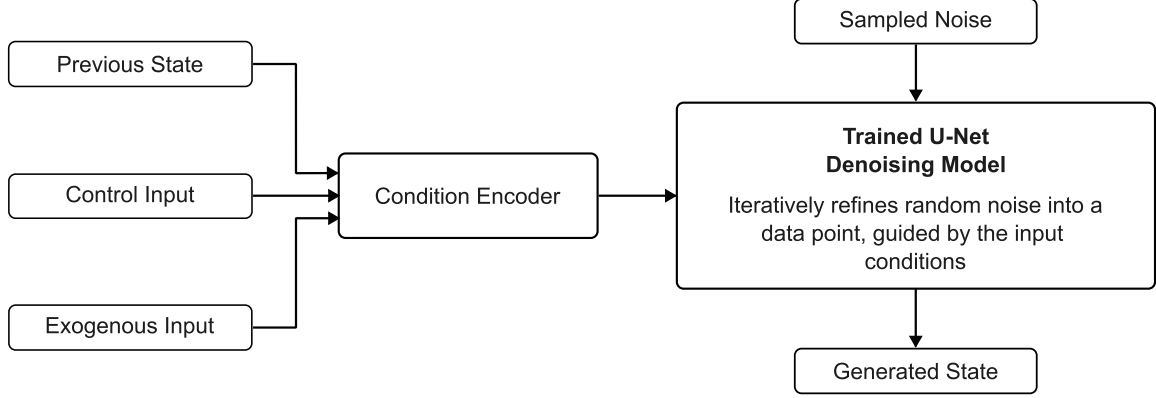 Sampled Noise
Previous State
Control Input
Exogenous Input
Condition Encoder
Trained U-Net
Denoising Model
Iteratively refines random noise into a
data point, guided by the input
conditions
Generated State